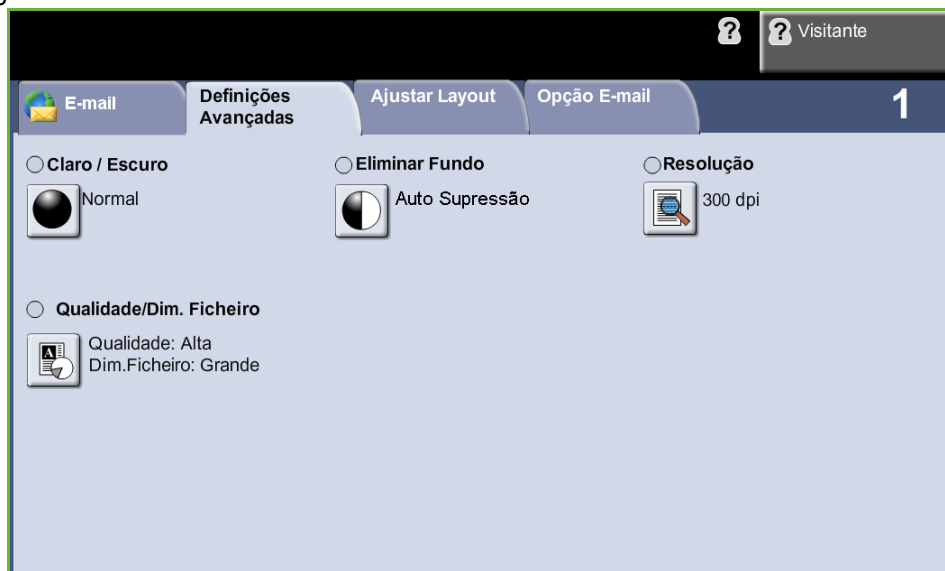 Visitante
E-mail
Definições
Avançadas
Ajustar Layout
Opção E-mail
1
Claro / Escuro
Normal
Eliminar Fundo
Auto Supressão
Resolução
300 dpi
Qualidade/Dim. Ficheiro
Qualidade: Alta
Dim.Ficheiro: Grande